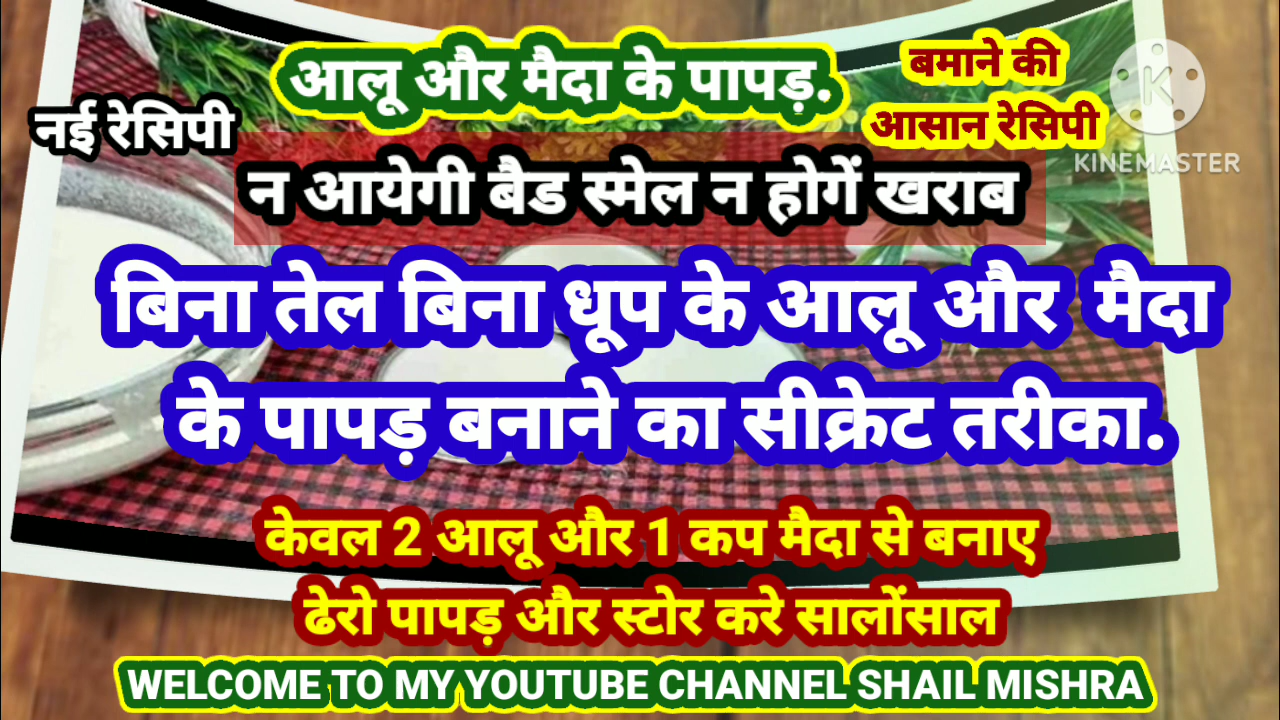 आलू और मैदा के पापड़.
बमाने की
आसान रेसिपी
नई रेसिपी
KINEMASTER
न आयेगी बैड स्मेल न होगें खराब
बिना तेल बिना धूप के आलू और मैदा
के पापड़ बनाने का सीक्रेट तरीका.
केवल 2 आलू और 1 कप मैदा से बनाए
ढेरो पापड़ और स्टोर करे सालोंसाल
WELCOME TO MY YOUTUBE CHANNEL SHAIL MISHRA